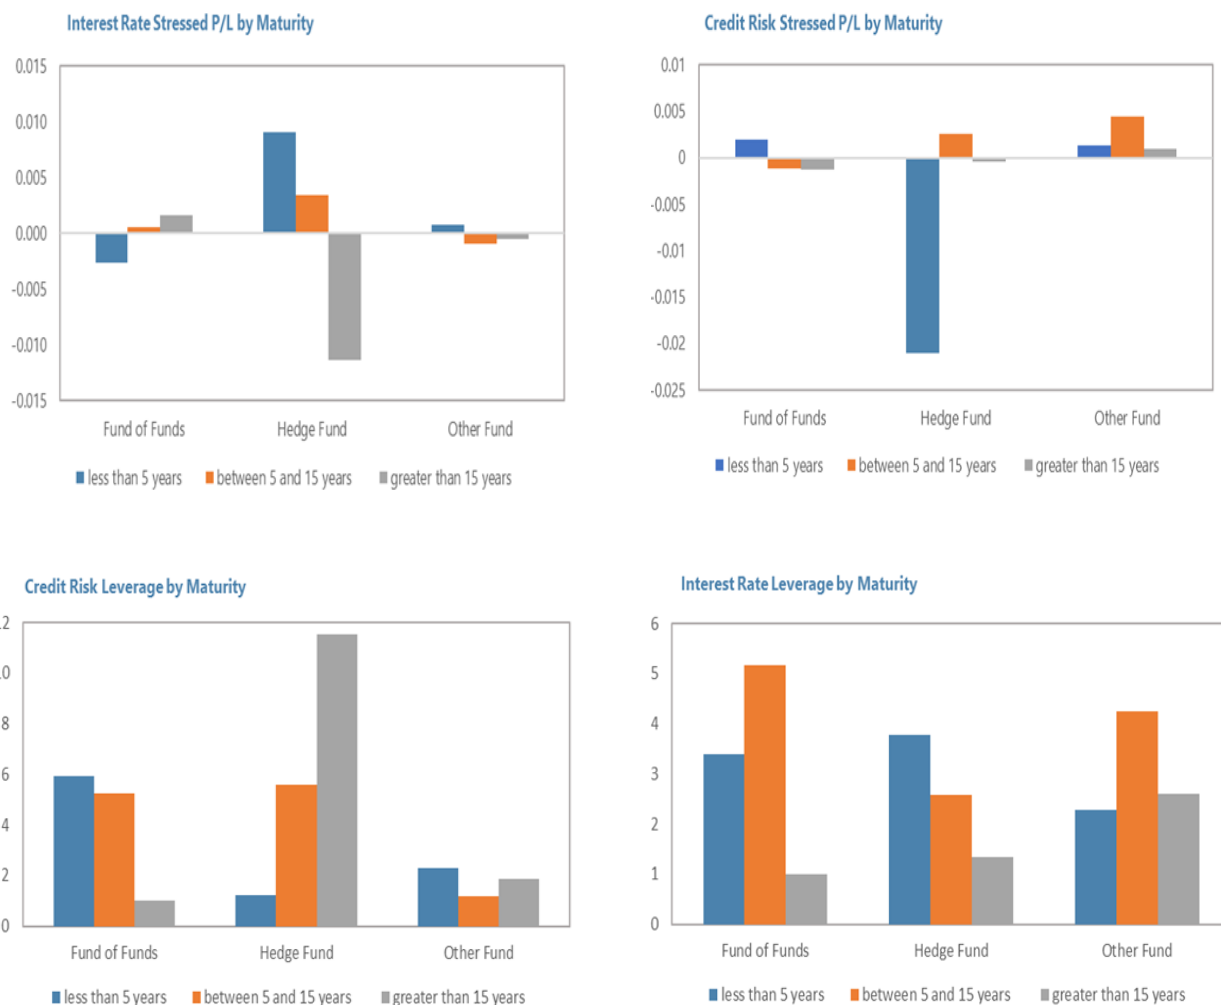 Interest Rate Stressed P/L by Maturity
0.015
0.010
0.005
0.000
-0.005
-0.010
-0.015
Fund of Funds Hedge Fund Other Fund
less than 5 years between 5 and 15 years greater than 15 years
Credit Risk Stressed P/L by Maturity
0.01
0.005
0
-0.005
-0.01
-0.015
-0.02
-0.025
Fund of Funds Hedge Fund Other Fund
less than 5 years between 5 and 15 years greater than 15 years
Credit Risk Leverage by Maturity
12
10
8
6
4
2
0
Fund of Funds Hedge Fund Other Fund
less than 5 years between 5 and 15 years greater than 15 years
Interest Rate Leverage by Maturity
6
5
4
3
2
1
0
Fund of Funds Hedge Fund Other Fund
less than 5 years between 5 and 15 years greater than 15 years